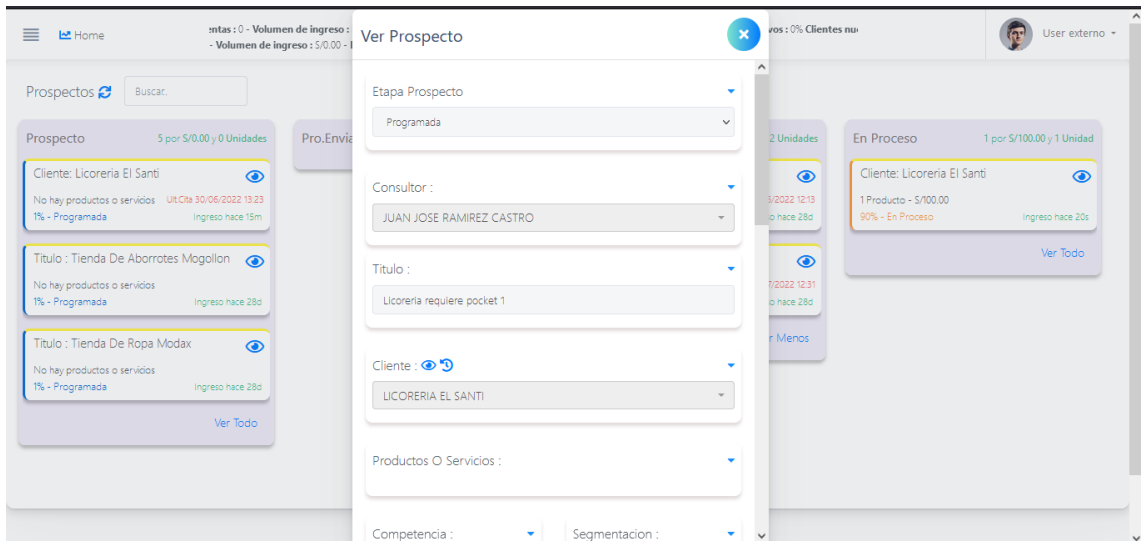 Home
entas : 0 - Volumen de ingreso :
- Volumen de ingreso : S/0.00 -
vos : 0% Clientes nu
User externo
Prospectos
Buscar..
Prospecto
5 por S/0.00 y 0 Unidades
Cliente: Licoreria El Santi
No hay productos o servicios
Ult.Cita 30/06/2022 13:23
1% - Programada
Ingreso hace 15m
Titulo : Tienda De Aborrotes Mogollon
No hay productos o servicios
1% - Programada
Ingreso hace 28d
Titulo : Tienda De Ropa Modax
No hay productos o servicios
1% - Programada
Ingreso hace 28d
Ver Todo
Pro.Envia
Ver Prospecto
Etapa Prospecto
Programada
Consultor :
JUAN JOSE RAMIREZ CASTRO
Titulo :
Licoreria requiere pocket 1
Cliente :
LICORERIA EL SANTI
Productos O Servicios :
Competencia :
Segmentacion :
2 Unidades
/2022 12:13
o hace 28d
/2022 12:31
o hace 28d
r Menos
En Proceso
1 por S/100.00 y 1 Unidad
Cliente: Licoreria El Santi
1 Producto - S/100.00
90% - En Proceso
Ingreso hace 20s
Ver Todo